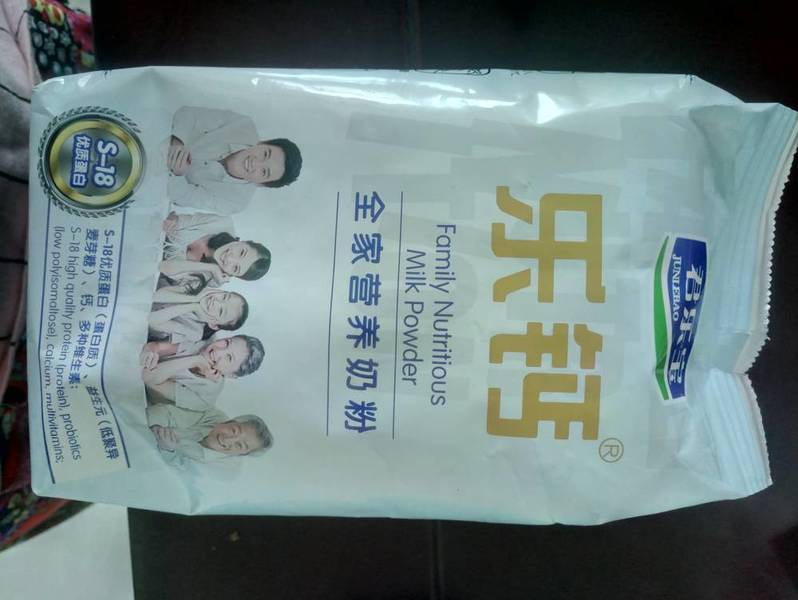 君乐宝
JUNLEBAO
乐钙®
Family Nutritious
Milk Powder
全家营养奶粉
S-18
优质蛋白
S-18优质蛋白（蛋白质）、益生元（低聚异
麦芽糖）、钙、多种维生素；
S-18 high quality protein (protein), probiotics
(low polyisomaltose), calcium, multivitamins;